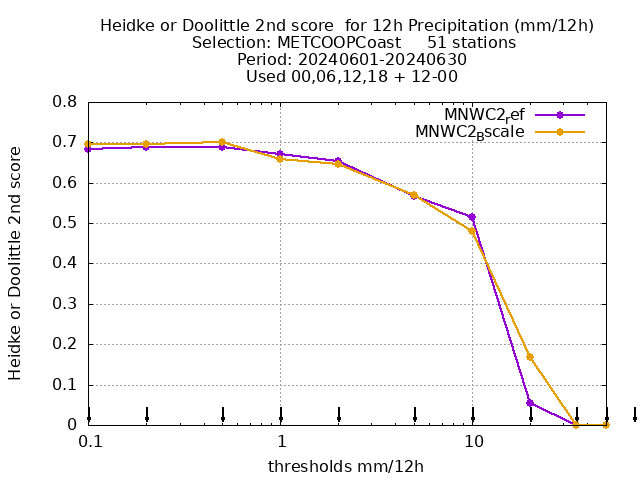 Heidke or Doolittle 2nd score  for 12h Precipitation (mm/12h)
Selection: METCOOPCoast     51 stations
Period: 20240601-20240630
Used 00,06,12,18 + 12-00
MNWC2ref
MNWC2Bscale
Heidke or Doolittle 2nd score
0.8
0.7
0.6
0.5
0.4
0.3
0.2
0.1
0
0.1 1 10
thresholds mm/12h